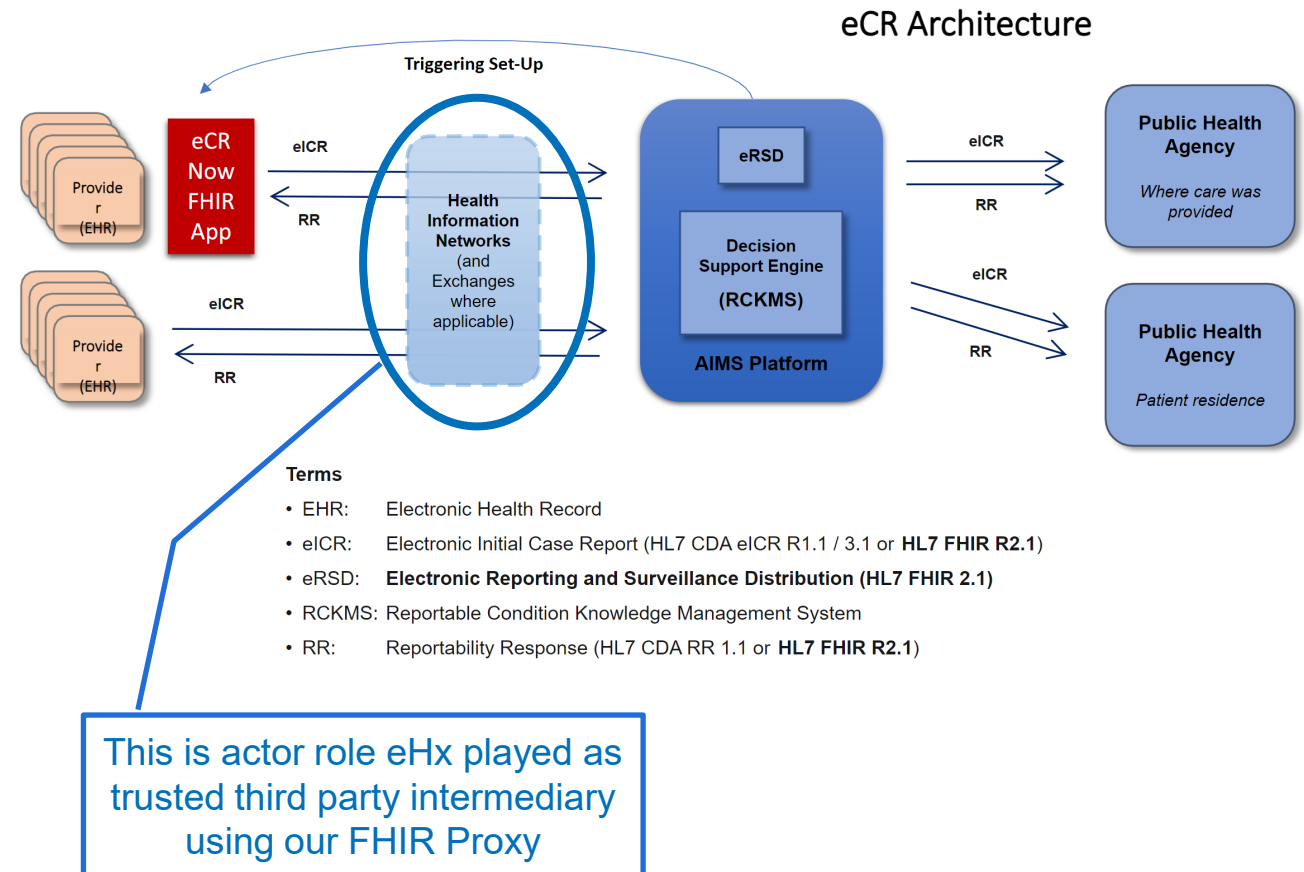 eCR Architecture
Triggering Set-Up
Provide
r
(EHR)
eCR
Now
FHIR
App
eICR
RR
Health
Information
Networks
(and
Exchanges
where
applicable)
eRSD
Decision
Support Engine
(RCKMS)
AIMS Platform
eICR
RR
Public Health
Agency
Where care was
provided
Provide
r
(EHR)
eICR
RR
eICR
RR
Public Health
Agency
Patient residence
Terms
• EHR: Electronic Health Record
• eICR: Electronic Initial Case Report (HL7 CDA eICR R1.1 / 3.1 or HL7 FHIR R2.1)
• eRSD: Electronic Reporting and Surveillance Distribution (HL7 FHIR 2.1)
• RCKMS: Reportable Condition Knowledge Management System
• RR: Reportability Response (HL7 CDA RR 1.1 or HL7 FHIR R2.1)
This is actor role eHx played as
trusted third party intermediary
using our FHIR Proxy